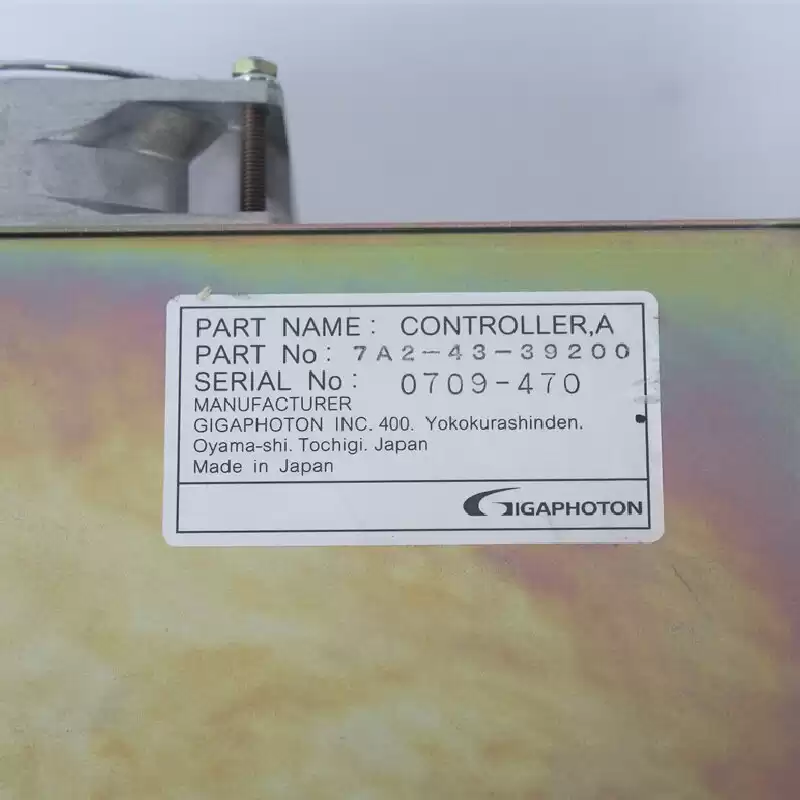 PART NAME: CONTROLLER,A
PART No: 7A2-43-39200
SERIAL No: 0709-470
MANUFACTURER
GIGAPHOTON INC. 400. Yokokurashinden.
Oyama-shi. Tochigi. Japan
Made in Japan
GIGAPHOTON